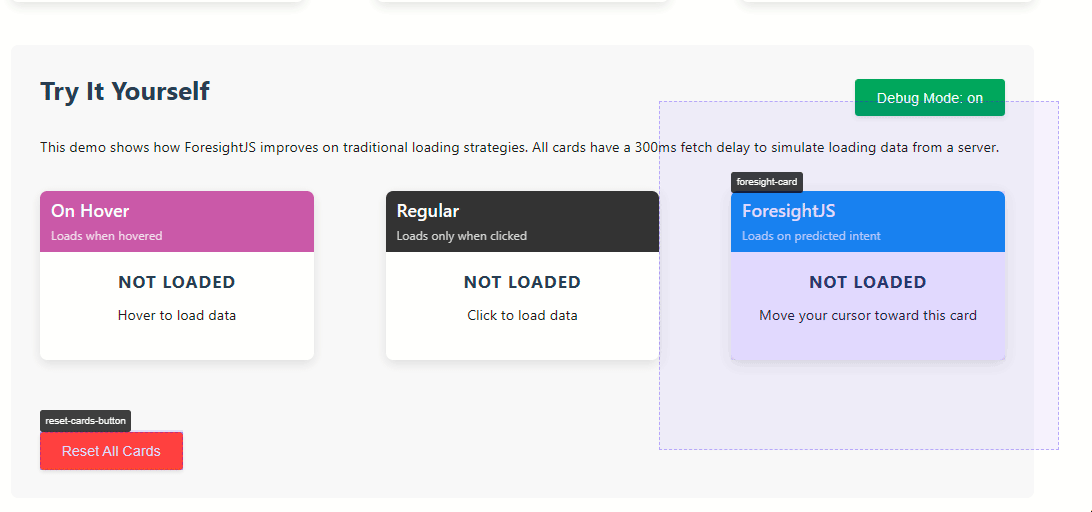 Try It Yourself
Debug Mode: on
This demo shows how ForesightJS improves on traditional loading strategies. All cards have a 300ms fetch delay to simulate loading data from a server.
On Hover
Loads when hovered
NOT LOADED
Hover to load data
Regular
Loads only when clicked
NOT LOADED
Click to load data
foresight-card
ForesightJS
Loads on predicted intent
NOT LOADED
Move your cursor toward this card
reset-cards-button
Reset All Cards